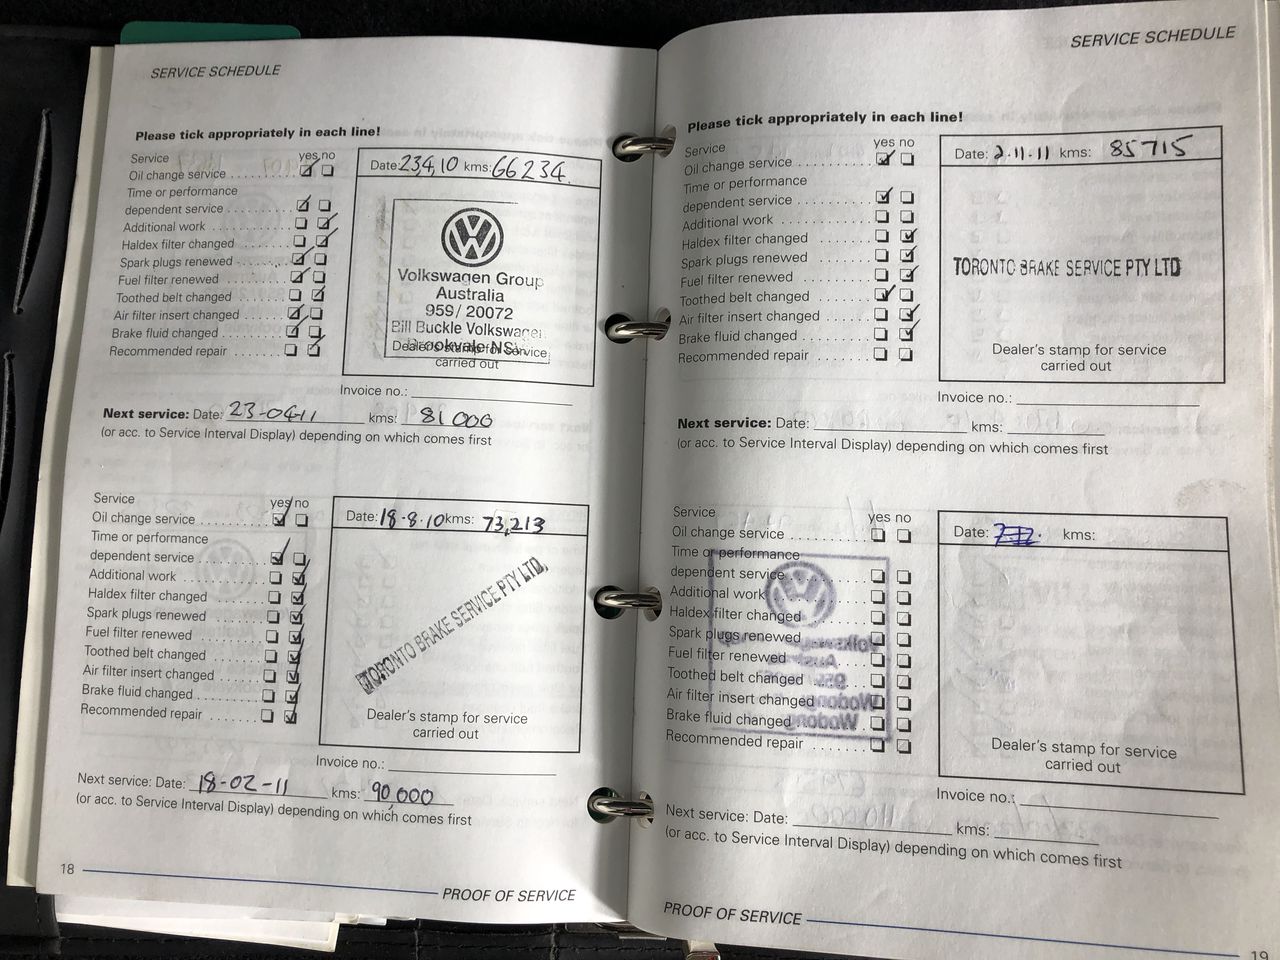 SERVICE SCHEDULE
Please tick appropriately in each line!
Service yes no
Oil change service
Time or performance
dependent service
Additional work
Haldex filter changed
Spark plugs renewed
Fuel filter renewed
Toothed belt changed
Air filter insert changed
Brake fluid changed
Recommended repair
Date: 23,4,10 kms: 66234.
Volkswagen Group
Australia
959/ 20072
Bill Buckle Volkswagen
Brookvale NSW
Dealer's stamp for service
carried out
Invoice no.:
Next service: Date: 23-04-11 kms: 81000
(or acc. to Service Interval Display) depending on which comes first
Service yes no
Oil change service
Time or performance
dependent service
Additional work
Haldex filter changed
Spark plugs renewed
Fuel filter renewed
Toothed belt changed
Air filter insert changed
Brake fluid changed
Recommended repair
Date: 18-8-10 kms: 73,213
TORONTO BRAKE SERVICE PTY LTD.
Dealer's stamp for service
carried out
Invoice no.:
Next service: Date: 18-02-11 kms: 90,000
(or acc. to Service Interval Display) depending on which comes first
18
PROOF OF SERVICE
SERVICE SCHEDULE
Please tick appropriately in each line!
Service yes no
Oil change service
Time or performance
dependent service
Additional work
Haldex filter changed
Spark plugs renewed
Fuel filter renewed
Toothed belt changed
Air filter insert changed
Brake fluid changed
Recommended repair
Date: 2-11-11 kms: 85715
TORONTO BRAKE SERVICE PTY LTD
Dealer's stamp for service
carried out
Invoice no.:
Next service: Date: kms:
(or acc. to Service Interval Display) depending on which comes first
Service yes no
Oil change service
Time or performance
dependent service
Additional work
Haldex filter changed
Spark plugs renewed
Fuel filter renewed
Toothed belt changed
Air filter insert changed
Brake fluid changed
Recommended repair
Date: kms:
Dealer's stamp for service
carried out
Invoice no.:
Next service: Date: kms:
(or acc. to Service Interval Display) depending on which comes first
PROOF OF SERVICE
19